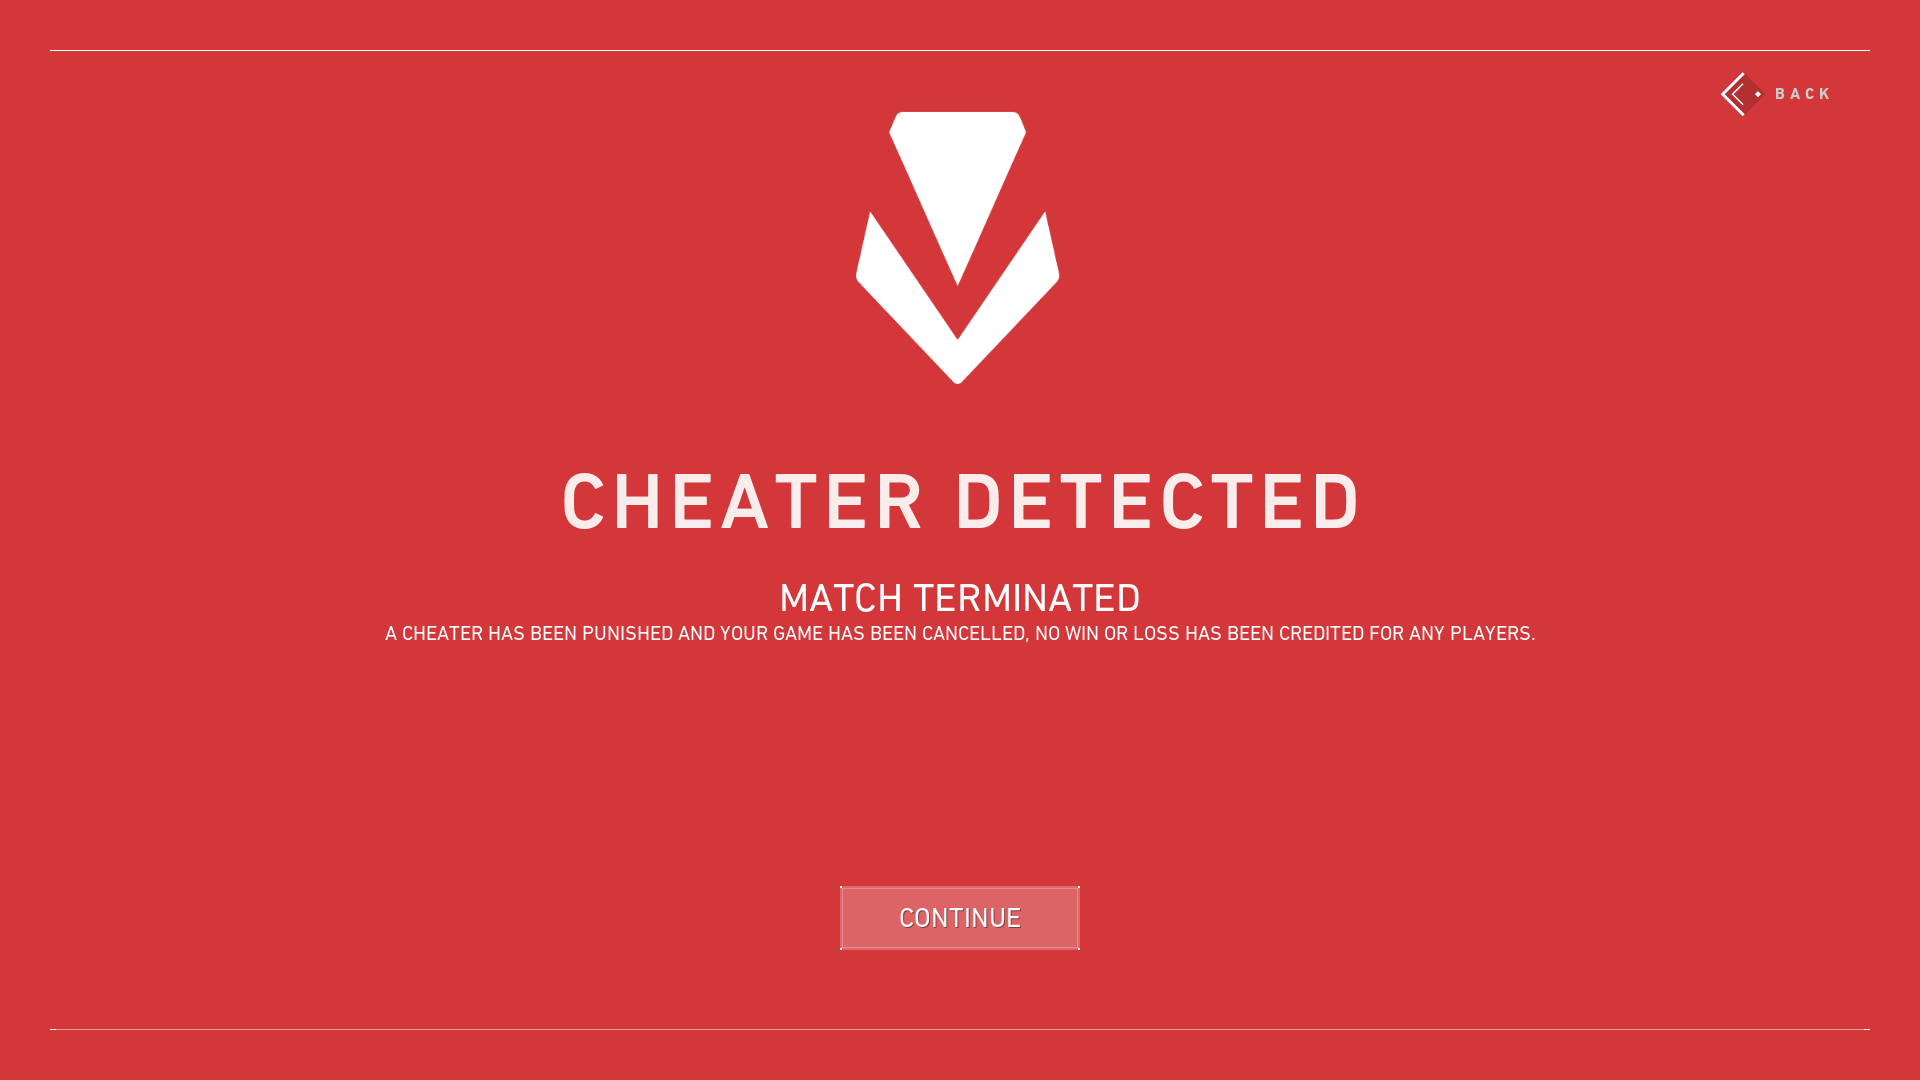 BACK
CHEATER DETECTED
MATCH TERMINATED
A CHEATER HAS BEEN PUNISHED AND YOUR GAME HAS BEEN CANCELLED, NO WIN OR LOSS HAS BEEN CREDITED FOR ANY PLAYERS.
CONTINUE